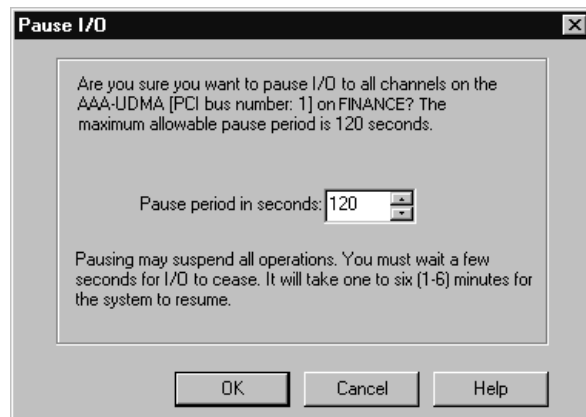 Pause I/O
Are you sure you want to pause I/O to all channels on the
AAA-UDMA [PCI bus number: 1] on FINANCE? The
maximum allowable pause period is 120 seconds.
Pause period in seconds: 120
Pausing may suspend all operations. You must wait a few
seconds for I/O to cease. It will take one to six (1-6) minutes for
the system to resume.
OK Cancel Help